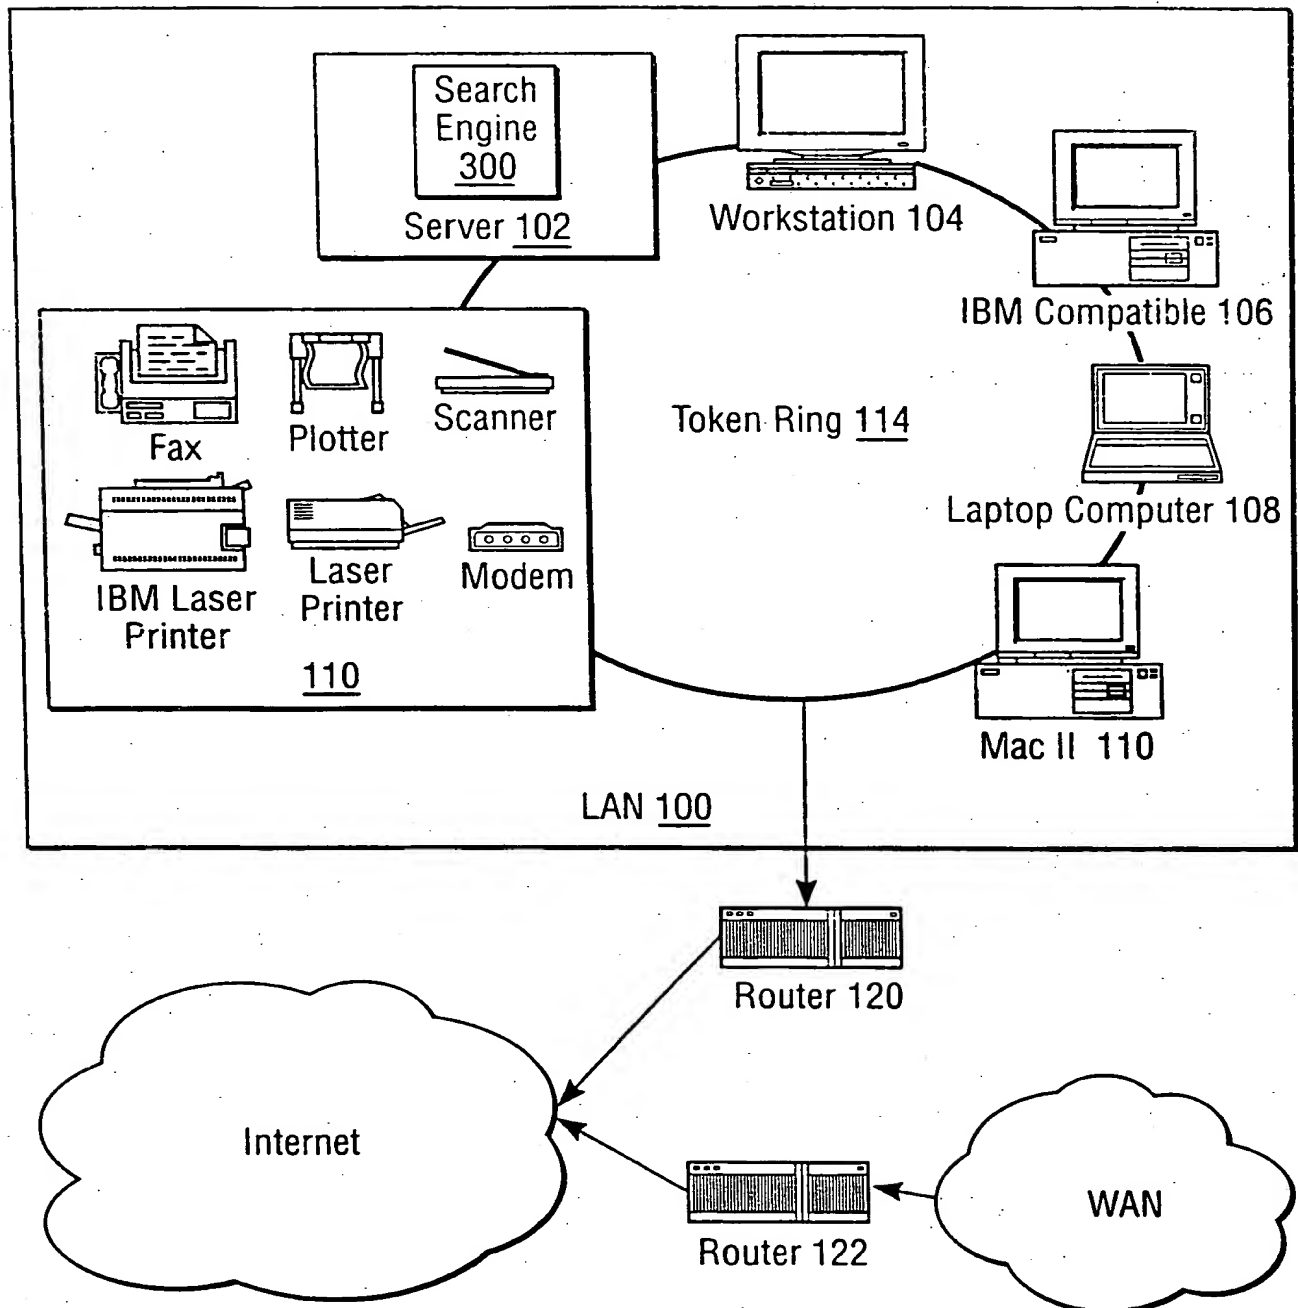 Search
Engine
300
Server 102
Workstation 104
IBM Compatible 106
Fax
Plotter
Scanner
Token Ring 114
Laptop Computer 108
IBM Laser
Printer
Laser
Printer
Modem
110
Mac II 110
LAN 100
Router 120
Internet
Router 122
WAN